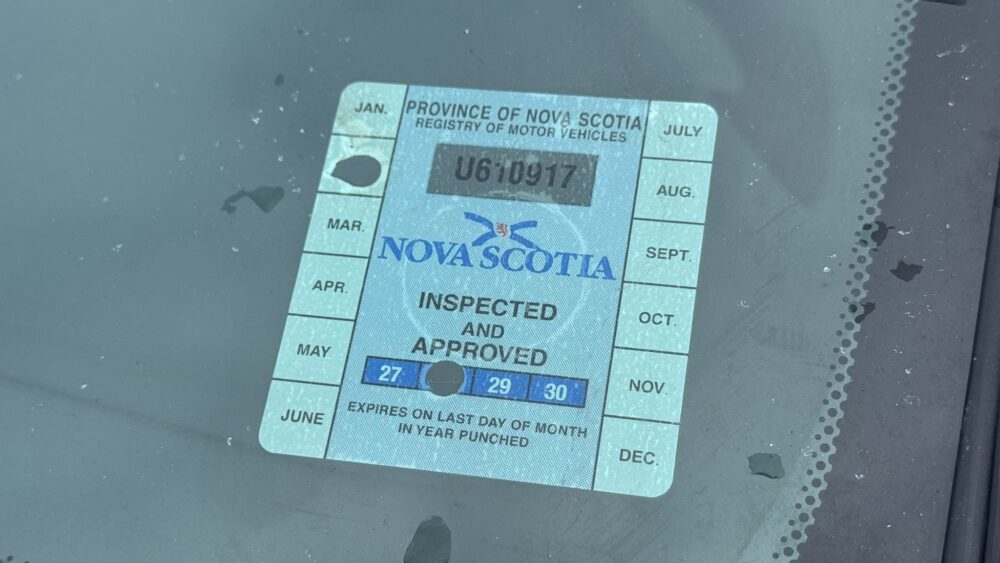 PROVINCE OF NOVA SCOTIA
REGISTRY OF MOTOR VEHICLES
U610917
NOVA SCOTIA
INSPECTED
AND
APPROVED
27 29 30
EXPIRES ON LAST DAY OF MONTH
IN YEAR PUNCHED
JAN.
MAR.
APR.
MAY
JUNE
JULY
AUG.
SEPT.
OCT.
NOV.
DEC.